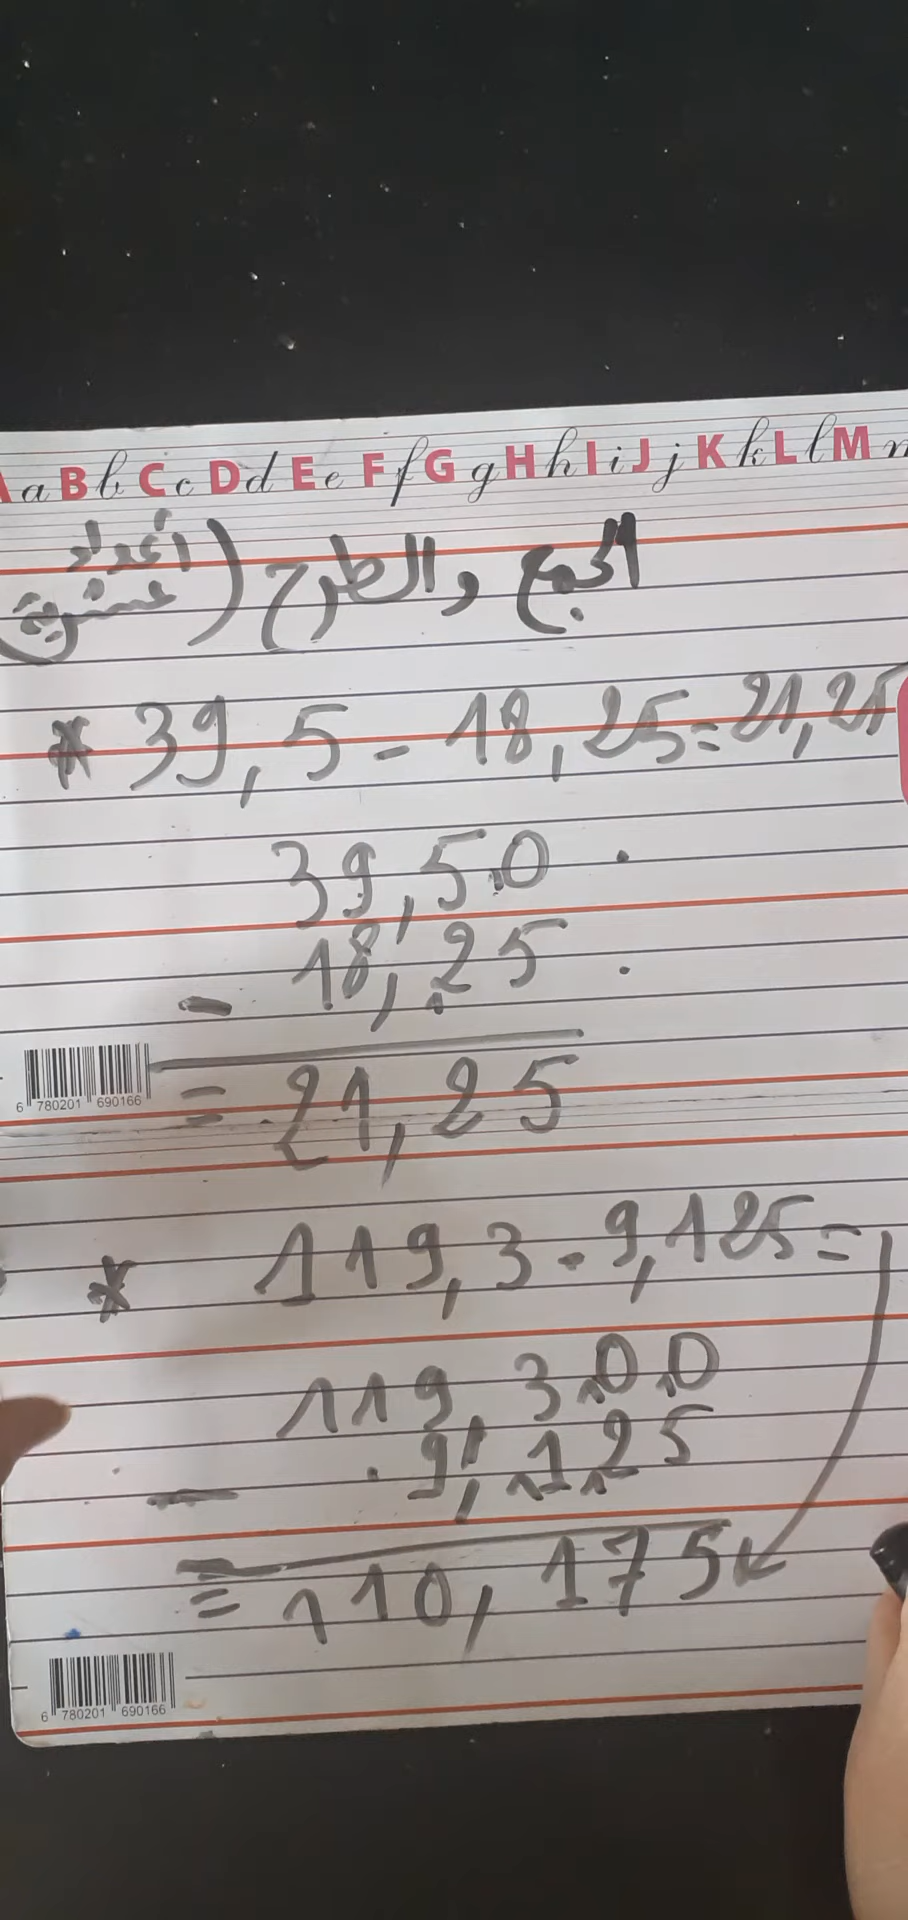 A a B b C c D d E e F f G g H h I i J j K k L l M m
الجمع والطرح (أعداد عشرية)
* 39,5 - 18,25 = 21,25
39,50
- 18,25
= 21,25
6 780201 690166
* 119,3 - 9,125 =
119,300
- 9,125
= 110,175
6 780201 690166